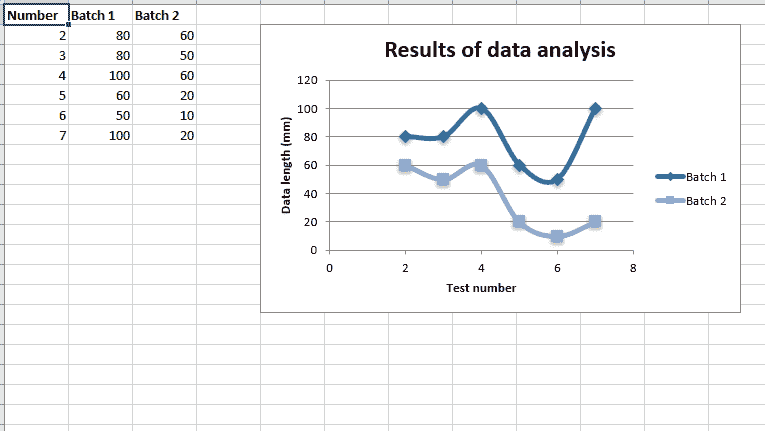 Number Batch 1 Batch 2
2 80 60
3 80 50
4 100 60
5 60 20
6 50 10
7 100 20
Results of data analysis
120
100
80
60
40
20
0
Data length (mm)
0 2 4 6 8
Test number
Batch 1
Batch 2